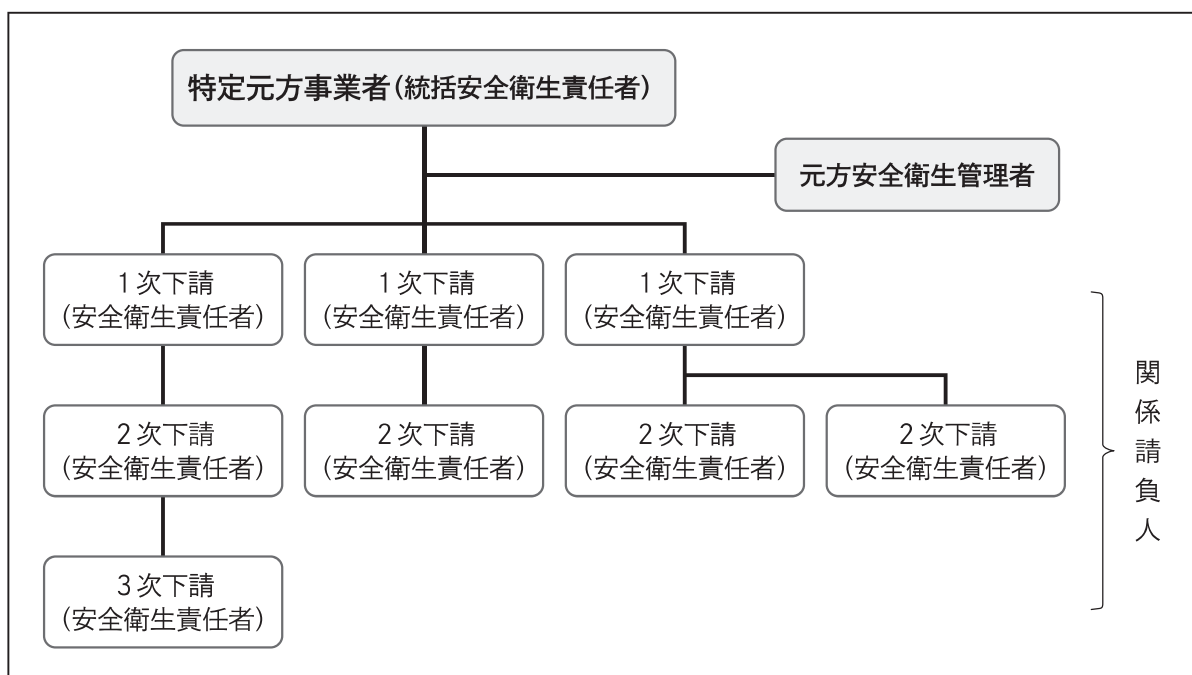 特定元方事業者(統括安全衛生責任者)
元方安全衛生管理者
1次下請
(安全衛生責任者)
1次下請
(安全衛生責任者)
1次下請
(安全衛生責任者)
2次下請
(安全衛生責任者)
2次下請
(安全衛生責任者)
2次下請
(安全衛生責任者)
2次下請
(安全衛生責任者)
3次下請
(安全衛生責任者)
関係請負人